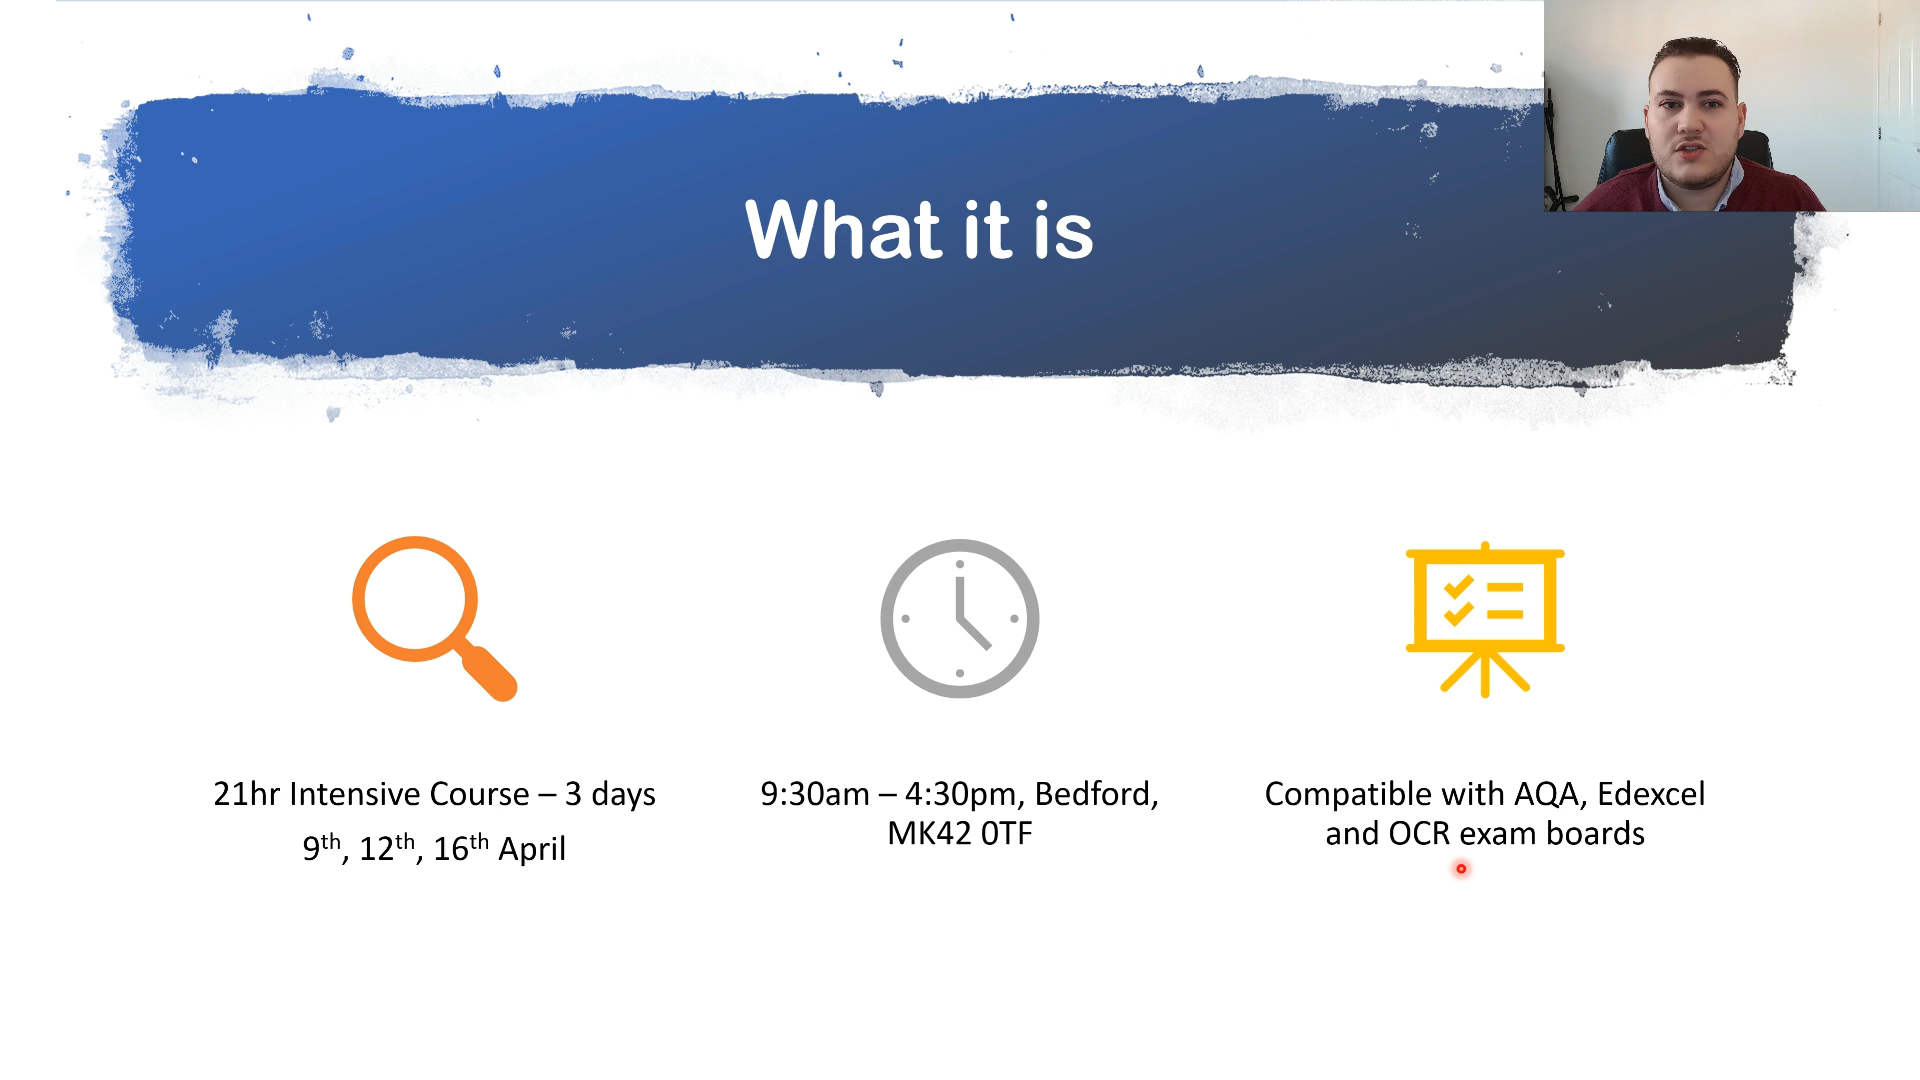 What it is
21hr Intensive Course – 3 days
9th, 12th, 16th April
9:30am – 4:30pm, Bedford,
MK42 0TF
Compatible with AQA, Edexcel
and OCR exam boards